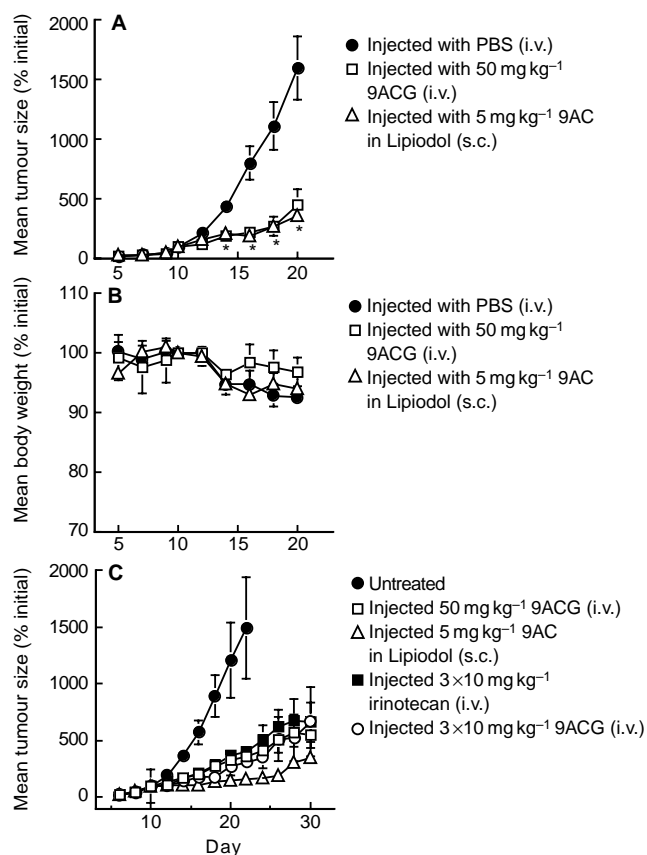 A
Mean tumour size (% initial)
2000
1500
1000
500
0
5 10 15 20
* * * *
Injected with PBS (i.v.)
Injected with 50 mg kg⁻¹
9ACG (i.v.)
Injected with 5 mg kg⁻¹ 9AC
in Lipiodol (s.c.)
B
Mean body weight (% initial)
110
100
90
80
70
5 10 15 20
Injected with PBS (i.v.)
Injected with 50 mg kg⁻¹
9ACG (i.v.)
Injected with 5 mg kg⁻¹ 9AC
in Lipiodol (s.c.)
C
Mean tumour size (% initial)
2000
1500
1000
500
0
10 20 30
Day
Untreated
Injected 50 mg kg⁻¹ 9ACG (i.v.)
Injected 5 mg kg⁻¹ 9AC
in Lipiodol (s.c.)
Injected 3×10 mg kg⁻¹
irinotecan (i.v.)
Injected 3×10 mg kg⁻¹ 9ACG (i.v.)